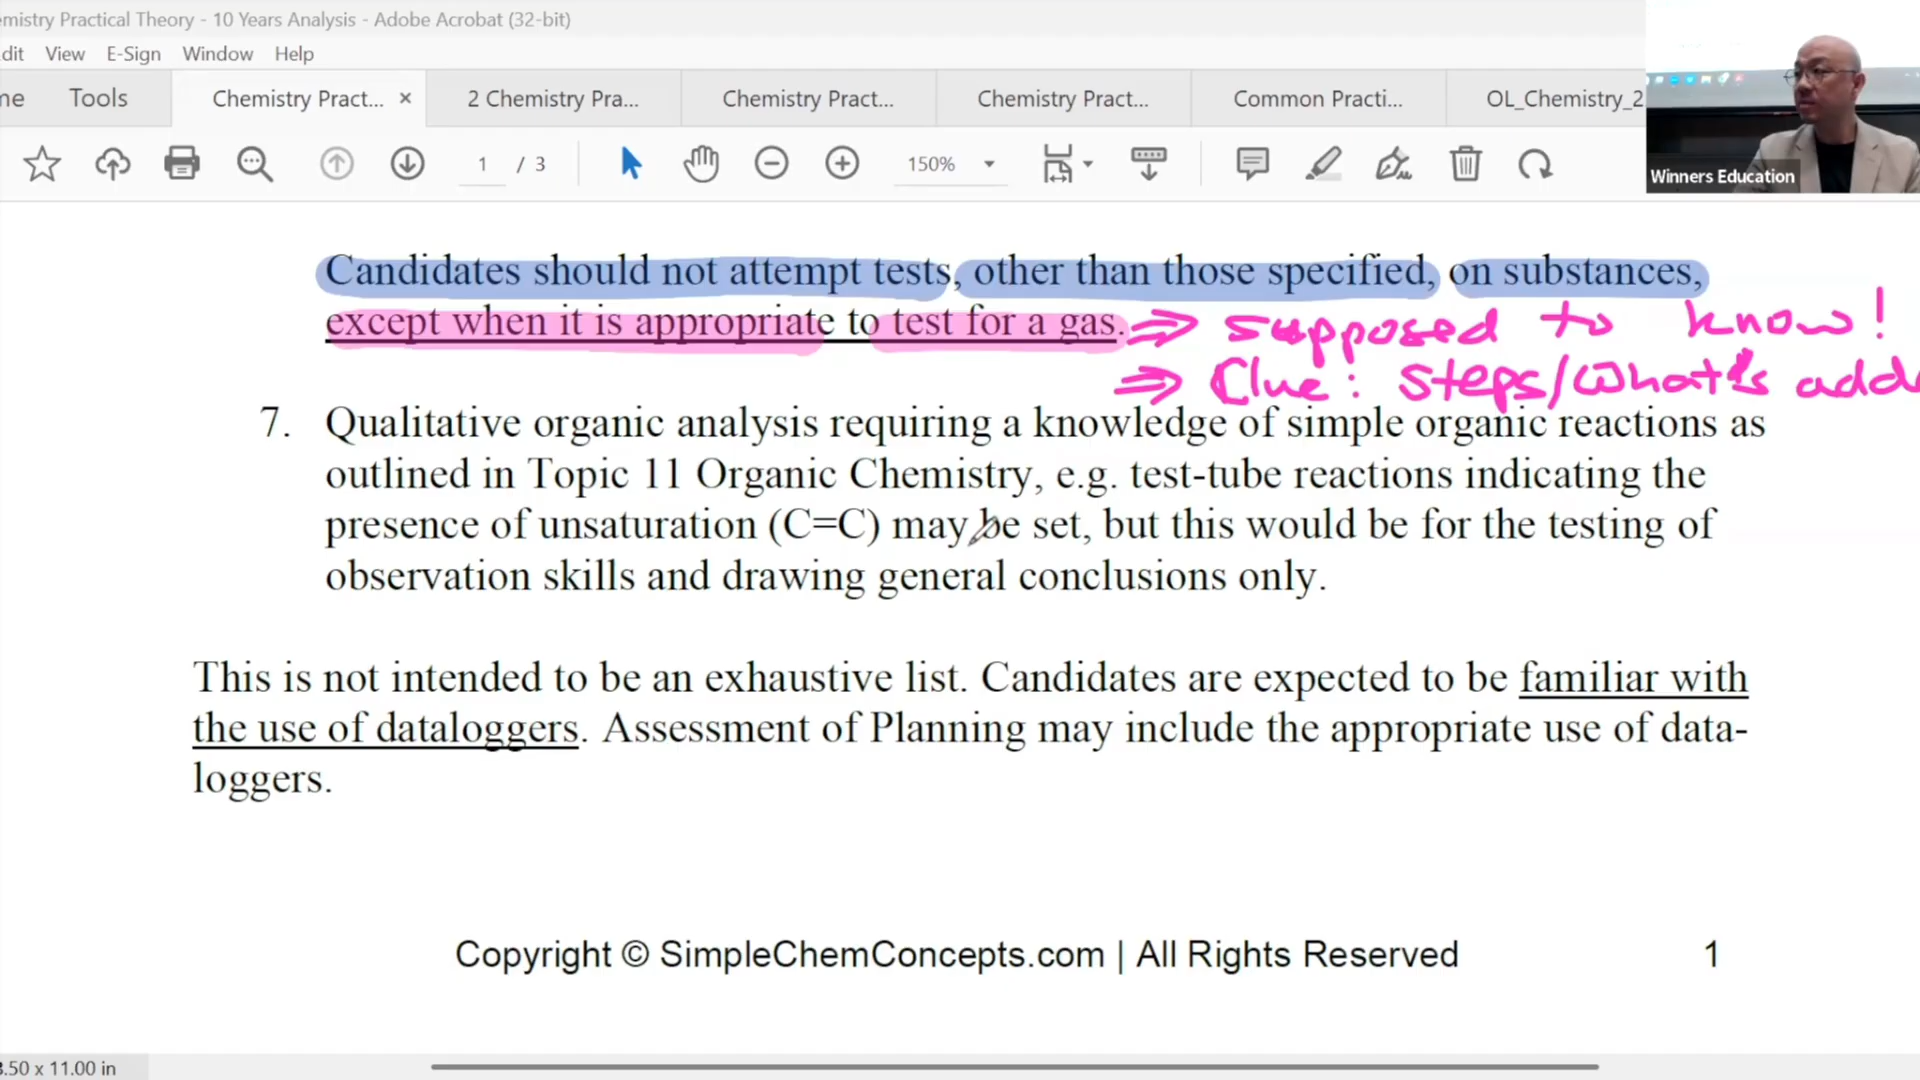 emistry Practical Theory - 10 Years Analysis - Adobe Acrobat (32-bit)
dit View E-Sign Window Help
me Tools Chemistry Pract... × 2 Chemistry Pra... Chemistry Pract... Chemistry Pract... Common Practi... OL_Chemistry_2
1 / 3 150%
Winners Education
Candidates should not attempt tests, other than those specified, on substances,
except when it is appropriate to test for a gas. ⇒ supposed to know!
⇒ Clue: steps/what's adde
7. Qualitative organic analysis requiring a knowledge of simple organic reactions as
outlined in Topic 11 Organic Chemistry, e.g. test-tube reactions indicating the
presence of unsaturation (C=C) may be set, but this would be for the testing of
observation skills and drawing general conclusions only.
This is not intended to be an exhaustive list. Candidates are expected to be familiar with
the use of dataloggers. Assessment of Planning may include the appropriate use of data-
loggers.
Copyright © SimpleChemConcepts.com | All Rights Reserved 1
8.50 x 11.00 in